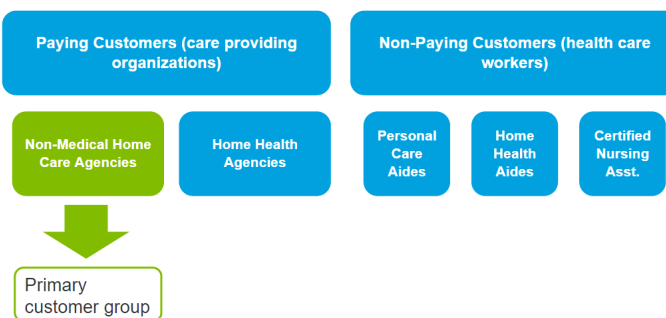 Paying Customers (care providing
organizations)
Non-Paying Customers (health care
workers)
Non-Medical Home
Care Agencies
Home Health
Agencies
Personal
Care
Aides
Home
Health
Aides
Certified
Nursing
Asst.
Primary
customer group